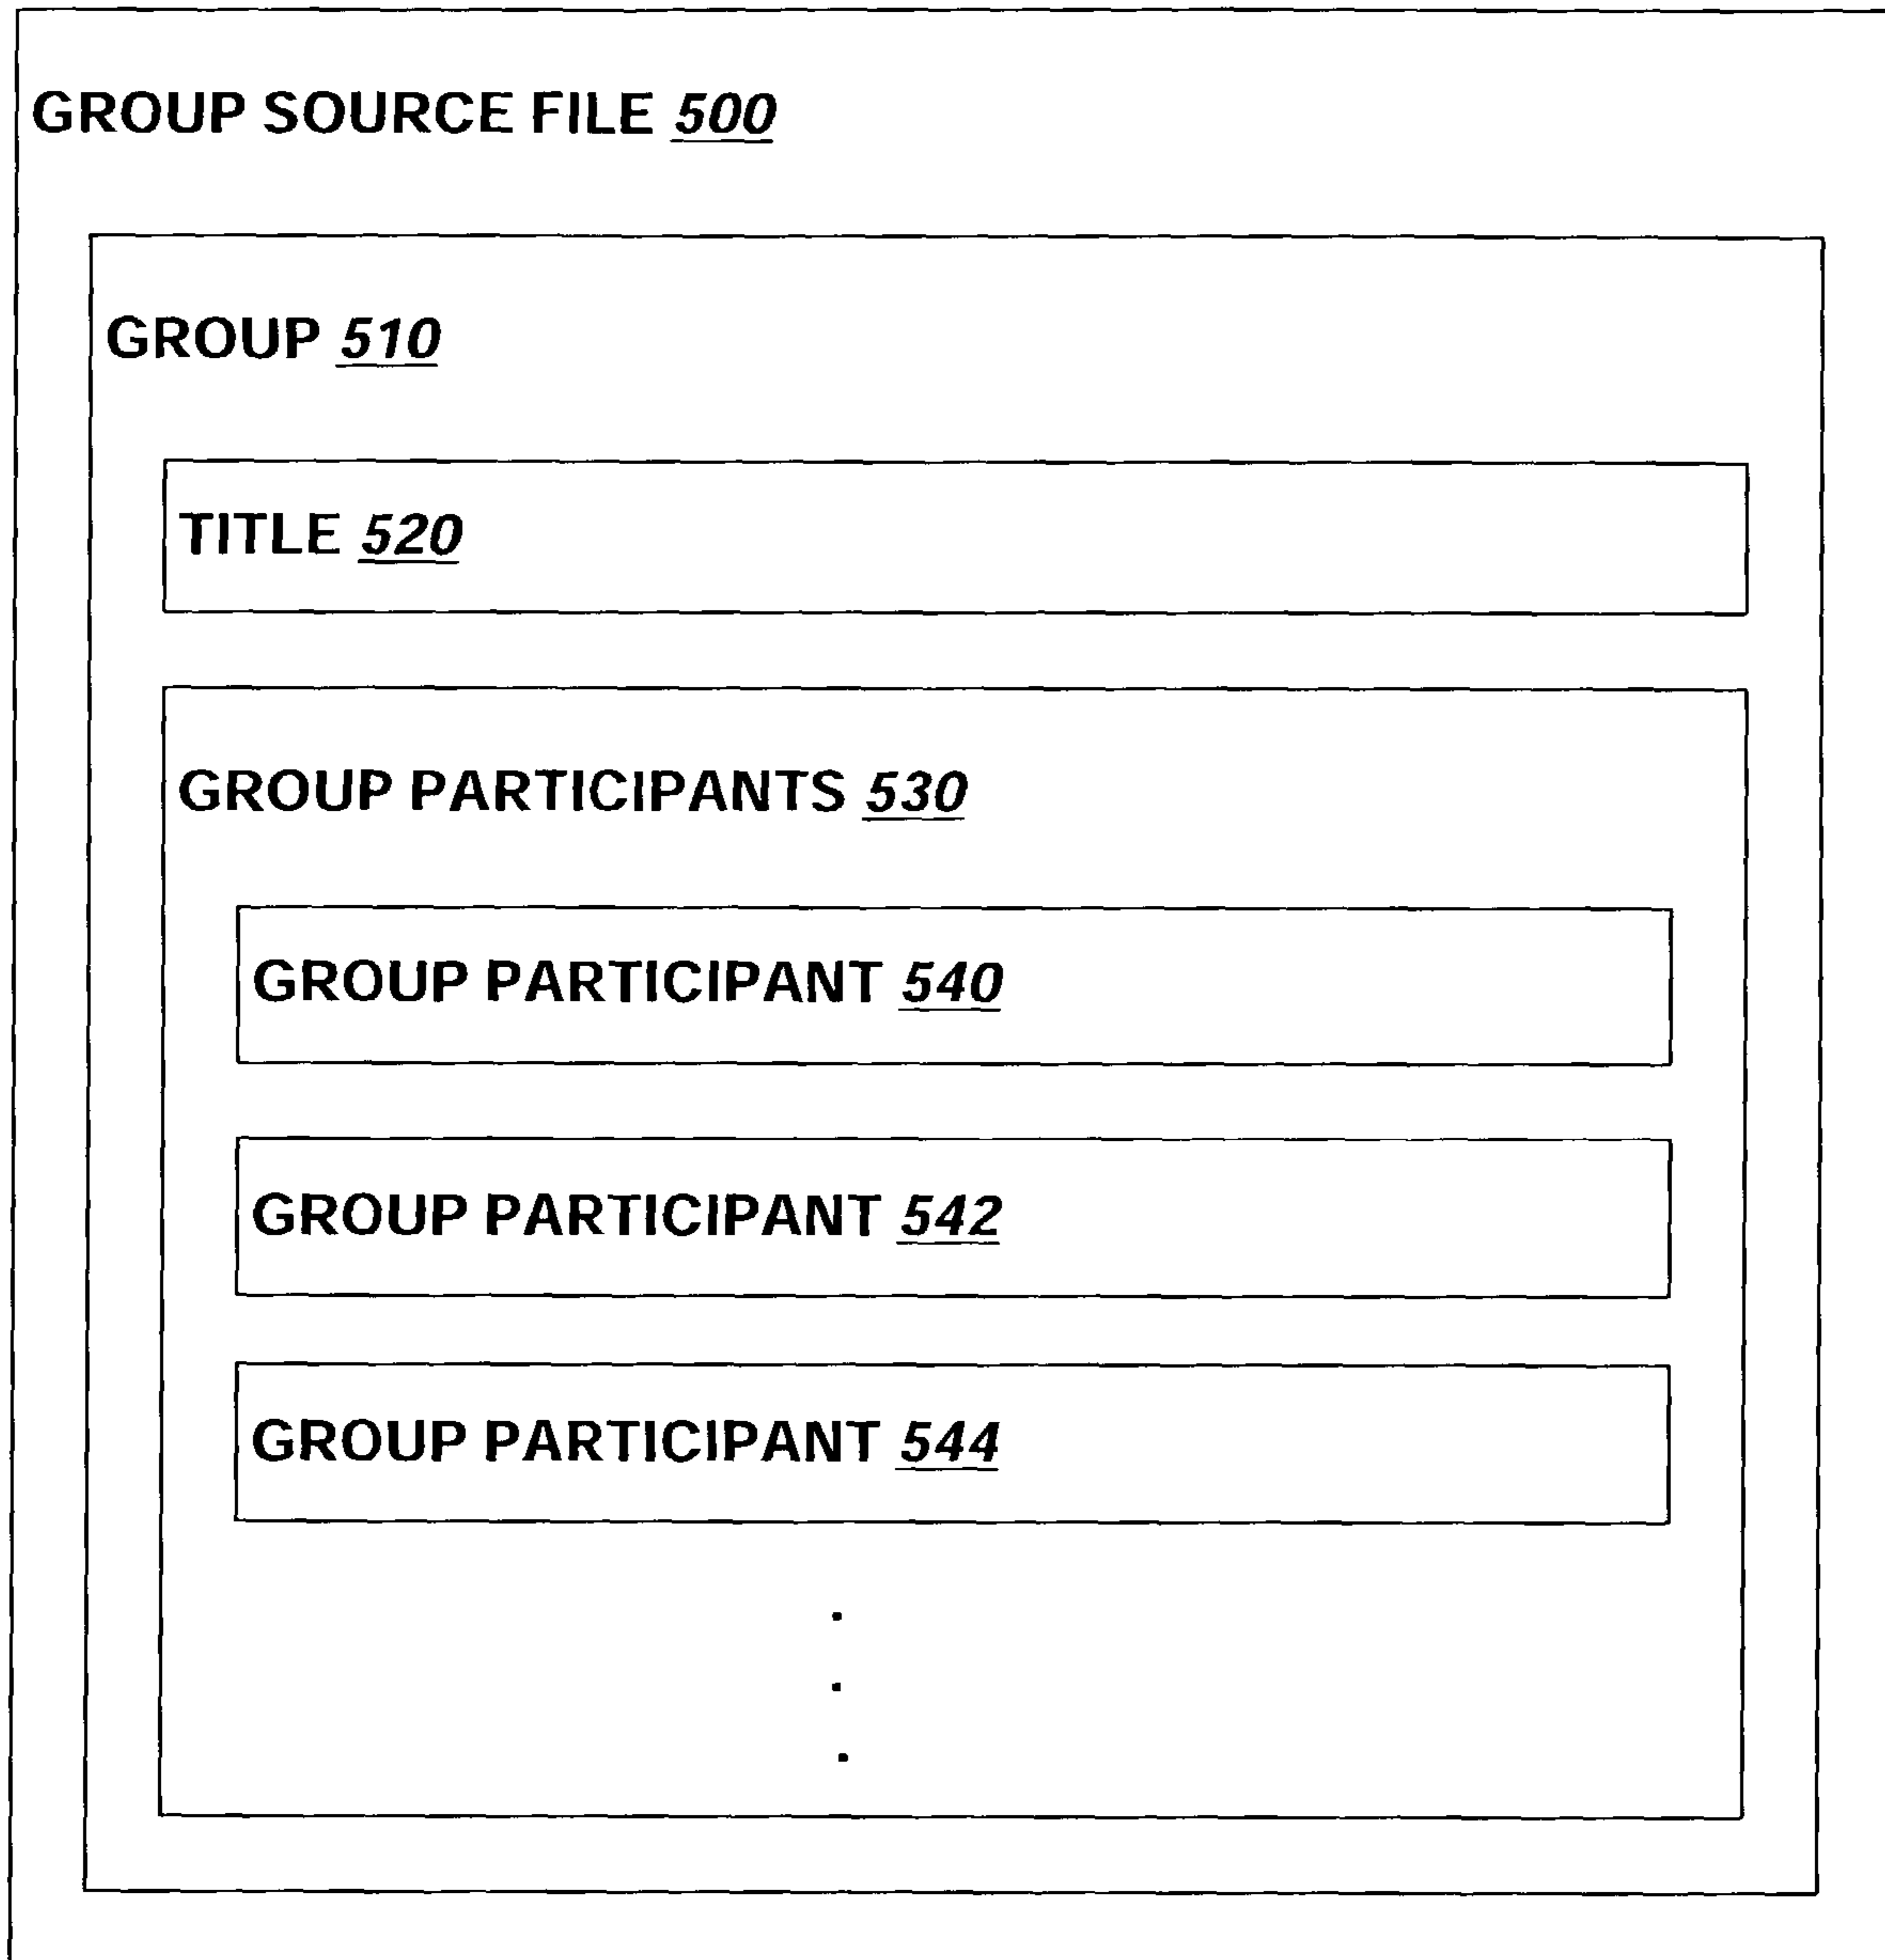 GROUP SOURCE FILE 500
GROUP 510
TITLE 520
GROUP PARTICIPANTS 530
GROUP PARTICIPANT 540
GROUP PARTICIPANT 542
GROUP PARTICIPANT 544